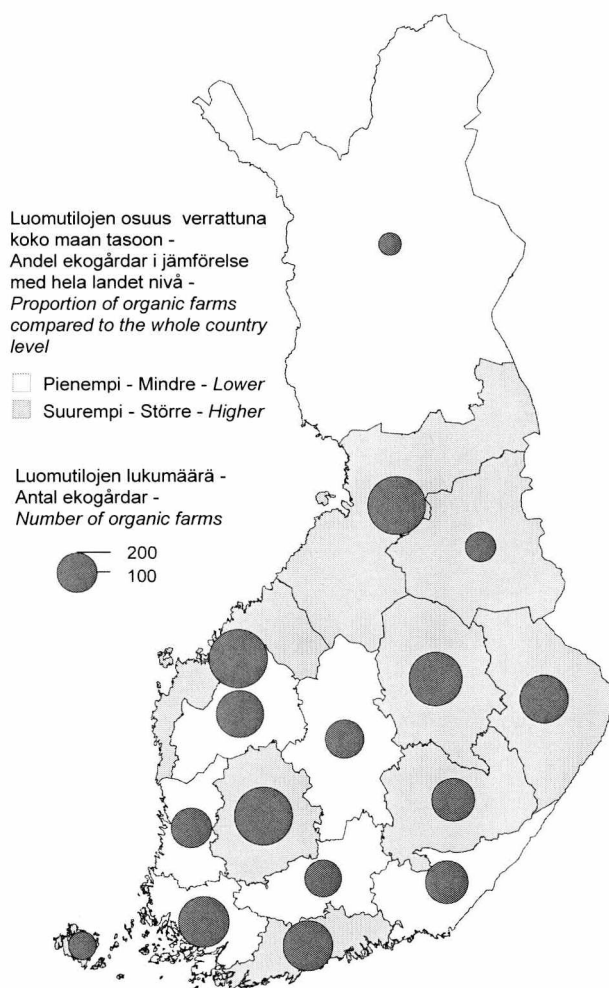 Luomutilojen osuus verrattuna
koko maan tasoon -
Andel ekogårdar i jämförelse
med hela landet nivå -
Proportion of organic farms
compared to the whole country
level
Pienempi - Mindre - Lower
Suurempi - Större - Higher
Luomutilojen lukumäärä -
Antal ekogårdar -
Number of organic farms
200
100